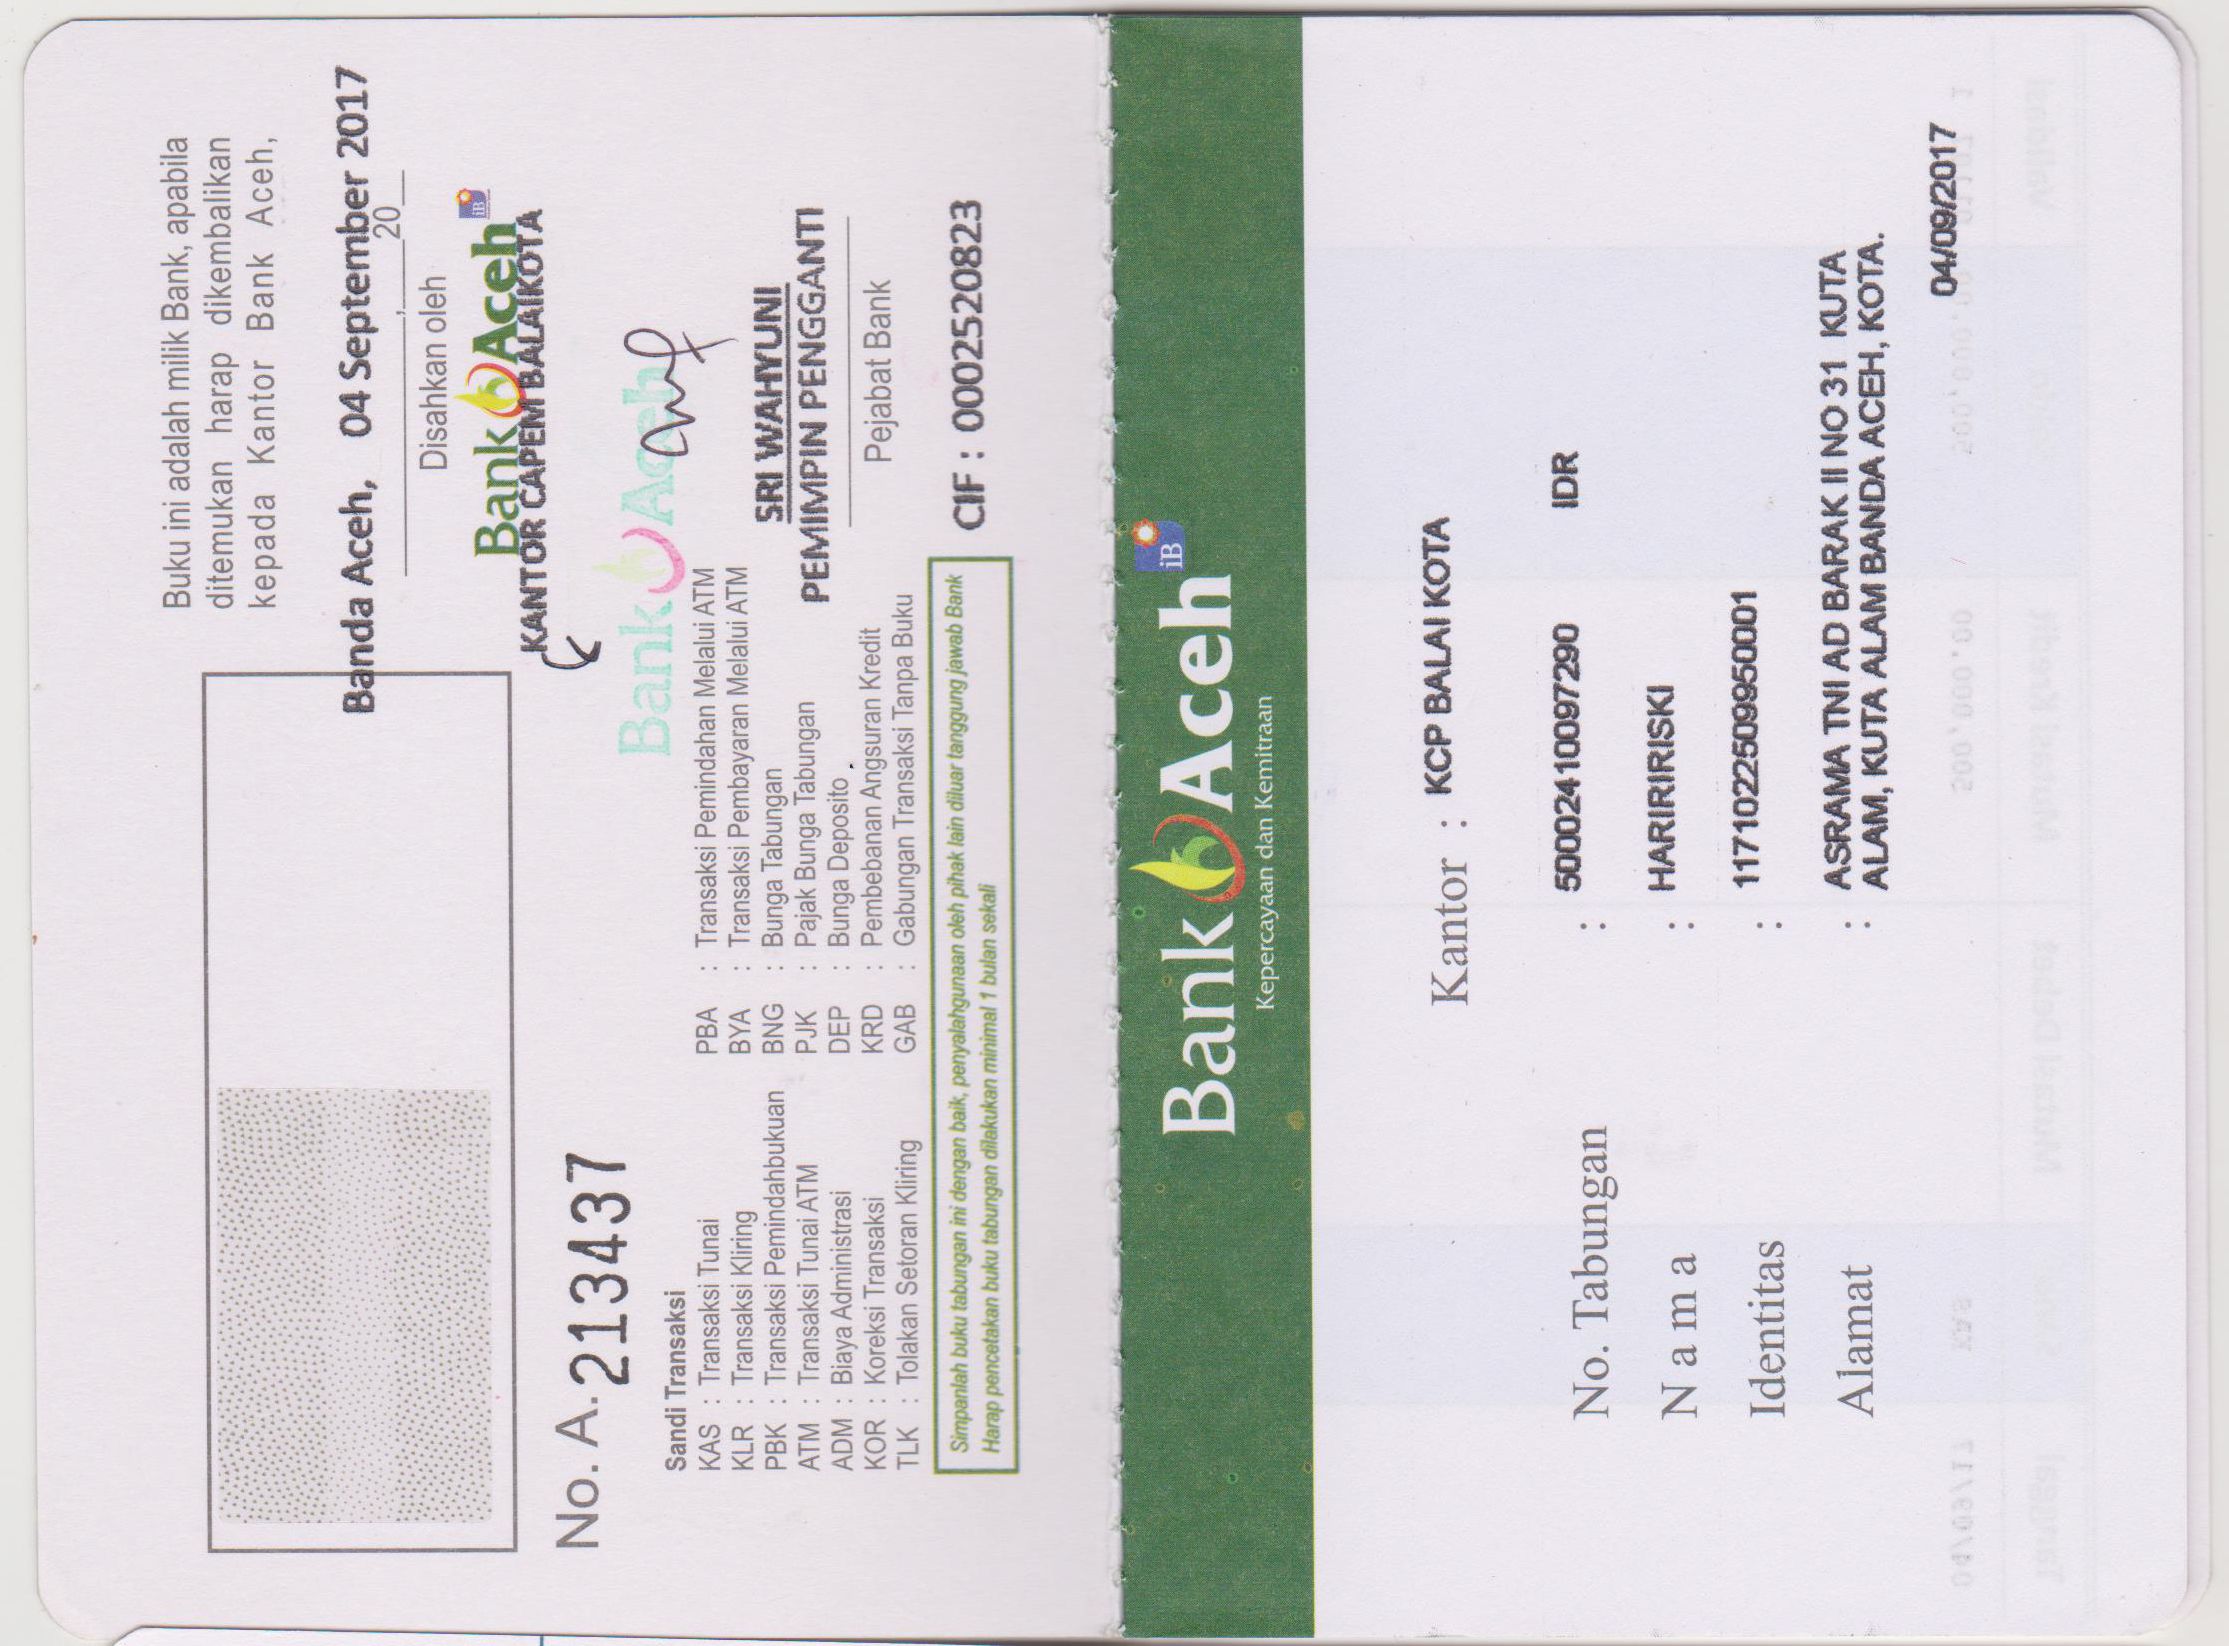 Buku ini adalah milik Bank, apabila
ditemukan harap dikembalikan
kepada Kantor Bank Aceh,
Banda Aceh, 04 September 2017
, 20
Disahkan oleh
Bank Aceh iB
KANTOR CAPEM BALAIKOTA
Bank Aceh
SRI WAHYUNI
PEMIMPIN PENGGANTI
Pejabat Bank
CIF : 00025208​23
No. A. 213437
Sandi Transaksi
KAS : Transaksi Tunai
KLR : Transaksi Kliring
PBK : Transaksi Pemindahbukuan
ATM : Transaksi Tunai ATM
ADM : Biaya Administrasi
KOR : Koreksi Transaksi
TLK : Tolakan Setoran Kliring
PBA : Transaksi Pemindahan Melalui ATM
BYA : Transaksi Pembayaran Melalui ATM
BNG : Bunga Tabungan
PJK : Pajak Bunga Tabungan
DEP : Bunga Deposito
KRD : Pembebanan Angsuran Kredit
GAB : Gabungan Transaksi Tanpa Buku
Simpanlah buku tabungan ini dengan baik, penyalahgunaan oleh pihak lain diluar tanggung jawab Bank
Harap pencetakan buku tabungan dilakukan minimal 1 bulan sekali
Bank Aceh iB
Kepercayaan dan Kemitraan
Kantor : KCP BALAI KOTA
No. Tabungan : 50002410097290 IDR
N a m a : HARIRIRISKI
Identitas : 1171022509950001
Alamat : ASRAMA TNI AD BARAK II NO 31 KUTA
ALAM, KUTA ALAM BANDA ACEH, KOTA.
04/09/2017